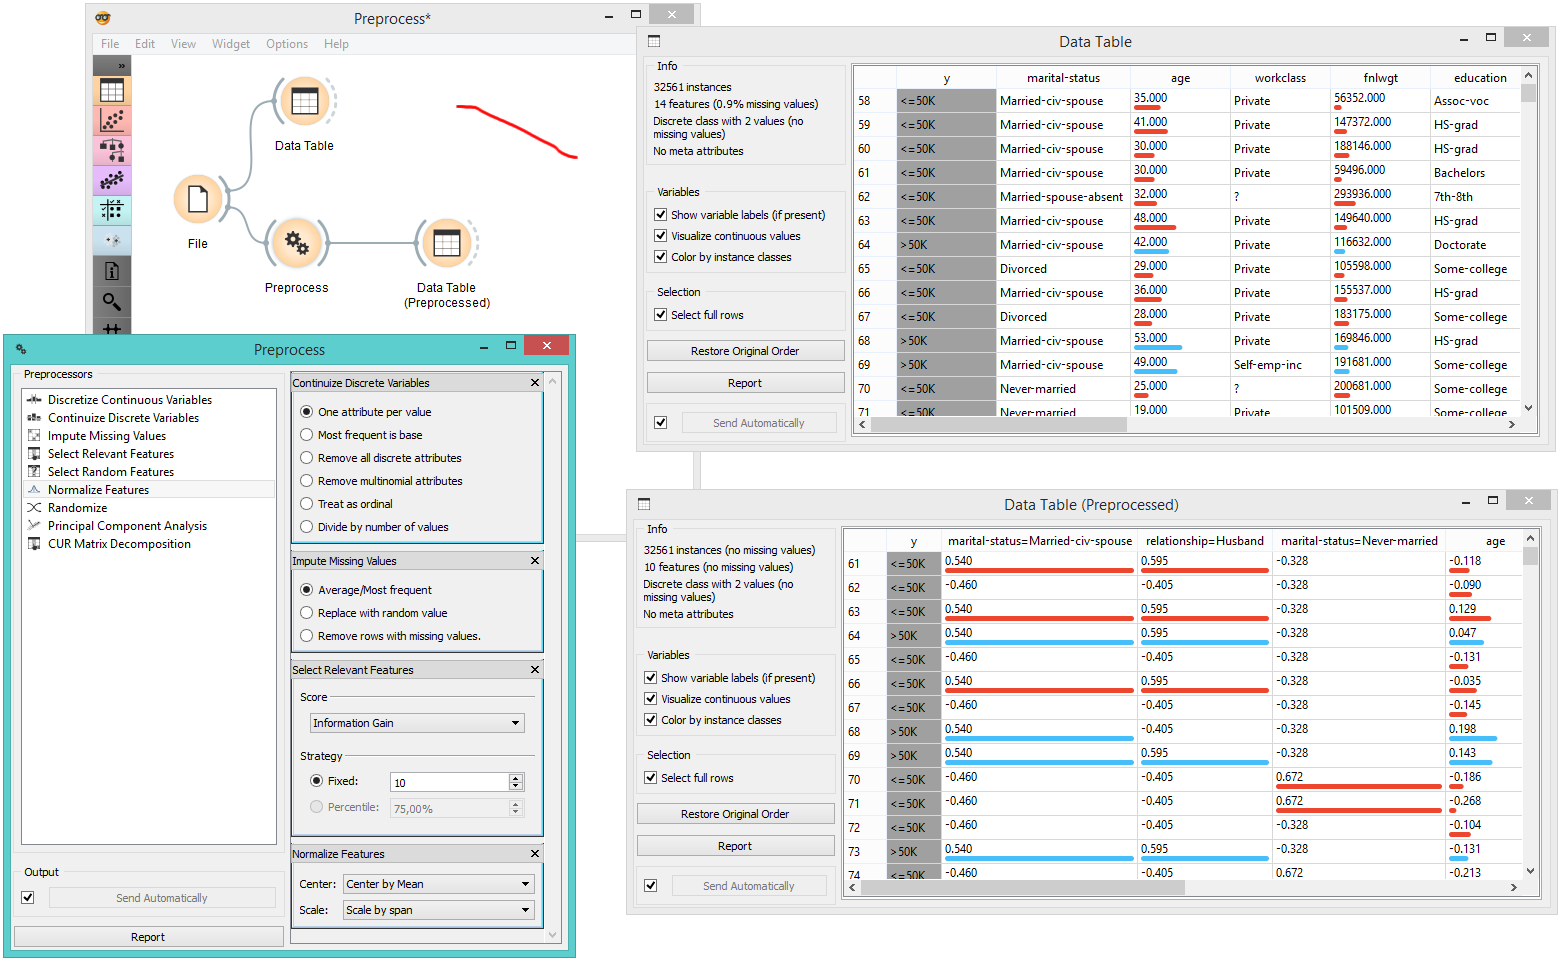 Preprocess*
File Edit View Widget Options Help
»
Data Table
File
Preprocess
Data Table
(Preprocessed)
Data Table
Info
32561 instances
14 features (0.9% missing values)
Discrete class with 2 values (no
missing values)
No meta attributes
Variables
Show variable labels (if present)
Visualize continuous values
Color by instance classes
Selection
Select full rows
Restore Original Order
Report
Send Automatically
y marital-status age workclass fnlwgt education
58 <=50K Married-civ-spouse 35.000 Private 56352.000 Assoc-voc
59 <=50K Married-civ-spouse 41.000 Private 147372.000 HS-grad
60 <=50K Married-civ-spouse 30.000 Private 188146.000 HS-grad
61 <=50K Married-civ-spouse 30.000 Private 59496.000 Bachelors
62 <=50K Married-spouse-absent 32.000 ? 293936.000 7th-8th
63 <=50K Married-civ-spouse 48.000 Private 149640.000 HS-grad
64 >50K Married-civ-spouse 42.000 Private 116632.000 Doctorate
65 <=50K Divorced 29.000 Private 105598.000 Some-college
66 <=50K Married-civ-spouse 36.000 Private 155537.000 HS-grad
67 <=50K Divorced 28.000 Private 183175.000 Some-college
68 >50K Married-civ-spouse 53.000 Private 169846.000 HS-grad
69 >50K Married-civ-spouse 49.000 Self-emp-inc 191681.000 Some-college
70 <=50K Never-married 25.000 ? 200681.000 Some-college
71 <=50K Never-married 19.000 Private 101509.000 Some-college
Preprocess
Preprocessors
Discretize Continuous Variables
Continuize Discrete Variables
Impute Missing Values
Select Relevant Features
Select Random Features
Normalize Features
Randomize
Principal Component Analysis
CUR Matrix Decomposition
Output
Send Automatically
Report
Continuize Discrete Variables
One attribute per value
Most frequent is base
Remove all discrete attributes
Remove multinomial attributes
Treat as ordinal
Divide by number of values
Impute Missing Values
Average/Most frequent
Replace with random value
Remove rows with missing values.
Select Relevant Features
Score
Information Gain
Strategy
Fixed: 10
Percentile: 75,00%
Normalize Features
Center: Center by Mean
Scale: Scale by span
Data Table (Preprocessed)
Info
32561 instances (no missing values)
10 features (no missing values)
Discrete class with 2 values (no
missing values)
No meta attributes
Variables
Show variable labels (if present)
Visualize continuous values
Color by instance classes
Selection
Select full rows
Restore Original Order
Report
Send Automatically
y marital-status=Married-civ-spouse relationship=Husband marital-status=Never-married age
61 <=50K 0.540 0.595 -0.328 -0.118
62 <=50K -0.460 -0.405 -0.328 -0.090
63 <=50K 0.540 0.595 -0.328 0.129
64 >50K 0.540 0.595 -0.328 0.047
65 <=50K -0.460 -0.405 -0.328 -0.131
66 <=50K 0.540 0.595 -0.328 -0.035
67 <=50K -0.460 -0.405 -0.328 -0.145
68 >50K 0.540 -0.405 -0.328 0.198
69 >50K 0.540 0.595 -0.328 0.143
70 <=50K -0.460 -0.405 0.672 -0.186
71 <=50K -0.460 -0.405 0.672 -0.268
72 <=50K -0.460 -0.405 -0.328 -0.104
73 >50K 0.540 0.595 -0.328 -0.131
74 <=50K -0.460 -0.405 0.672 -0.213